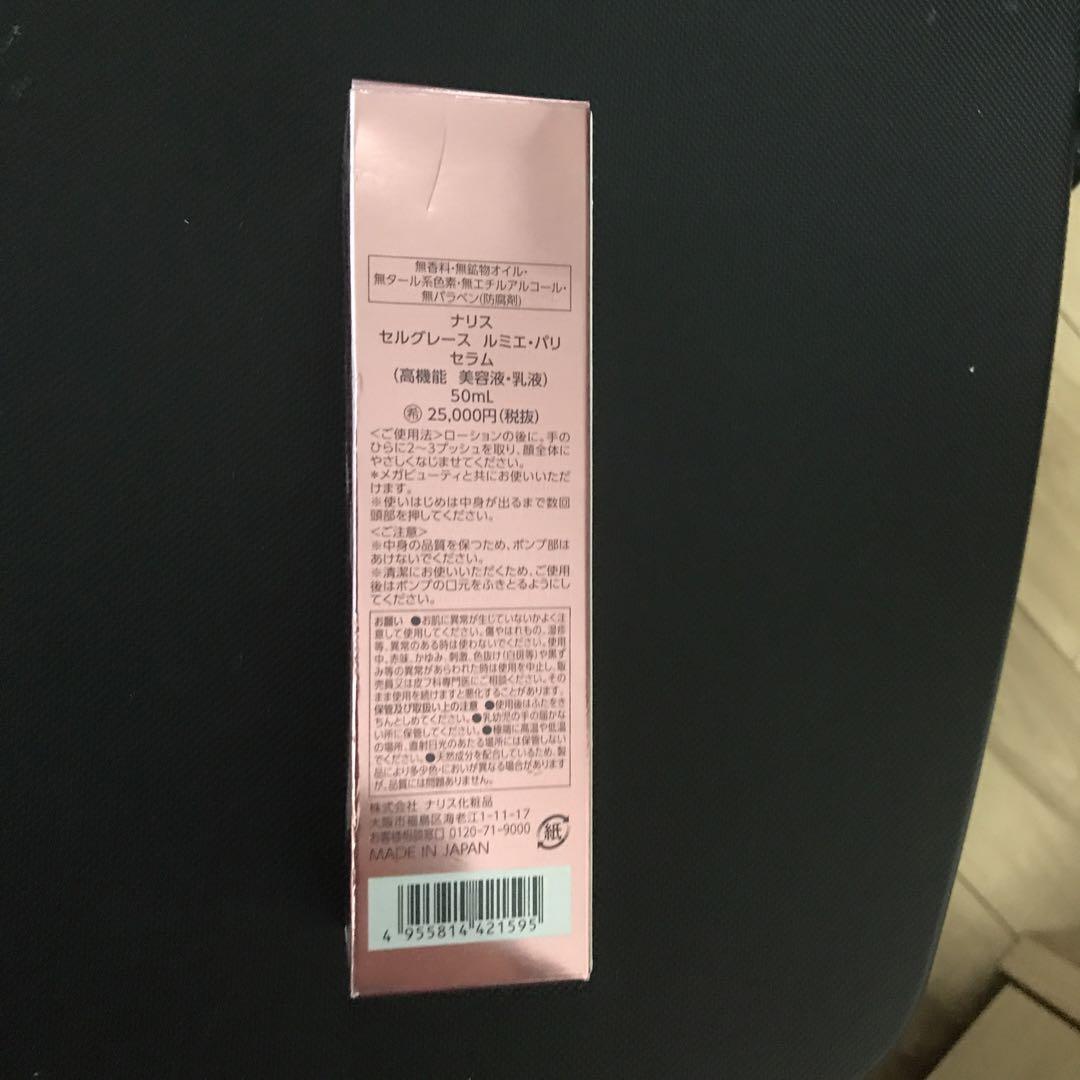 無香料・無鉱物オイル・
無タール系色素・無エチルアルコール・
無パラベン(防腐剤)
ナリス
セルグレース ルミエ・パリ
セラム
(高機能 美容液・乳液)
50mL
希 25,000円(税抜)
<ご使用法>ローションの後に、手の
ひらに2〜3プッシュを取り、顔全体に
やさしくなじませてください。
*メガビューティと共にお使いいただ
けます。
※使いはじめは中身が出るまで数回
頭部を押してください。
<ご注意>
※中身の品質を保つため、ポンプ部は
あけないでください。
※清潔にお使いいただくため、ご使用
後はポンプの口元をふきとるようにし
てください。
お願い ●お肌に異常が生じていないかよく注
意して使用してください。傷やはれもの、湿疹
等、異常のある時は使わないでください。使用
中、赤味、かゆみ、刺激、色抜け(白斑等)や黒ず
み等の異常があらわれた時は使用を中止し、販
売員又は皮フ科専門医にご相談ください。その
まま使用を続けますと悪化することがあります。
保管及び取扱い上の注意 ●使用後はふたをき
ちんとしめてください。●乳幼児の手の届かな
い所に保管してください。●極端に高温や低温
の場所、直射日光のあたる場所には保管しない
でください。●天然成分を配合しているため、製
品により多少色・においが異なる場合があります
が、品質には問題ありません。
株式会社 ナリス化粧品
大阪市福島区海老江1-11-17
お客様相談窓口 0120-71-9000
MADE IN JAPAN
紙
4 955814 421595